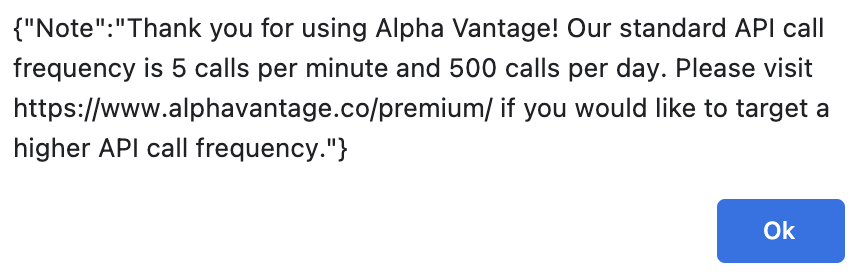 {"Note":"Thank you for using Alpha Vantage! Our standard API call
frequency is 5 calls per minute and 500 calls per day. Please visit
https://www.alphavantage.co/premium/ if you would like to target a
higher API call frequency."}
Ok